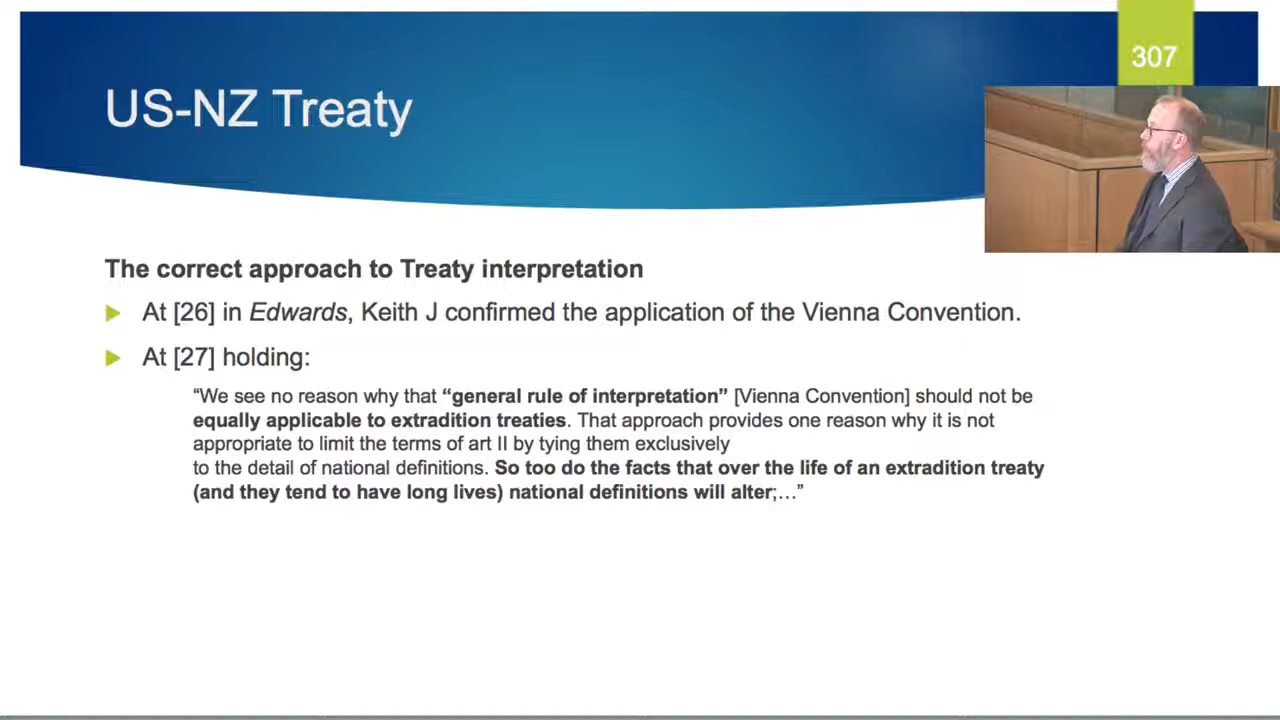 307
US-NZ Treaty
The correct approach to Treaty interpretation
At [26] in Edwards, Keith J confirmed the application of the Vienna Convention.
At [27] holding:
“We see no reason why that “general rule of interpretation” [Vienna Convention] should not be
equally applicable to extradition treaties. That approach provides one reason why it is not
appropriate to limit the terms of art II by tying them exclusively
to the detail of national definitions. So too do the facts that over the life of an extradition treaty
(and they tend to have long lives) national definitions will alter;…”